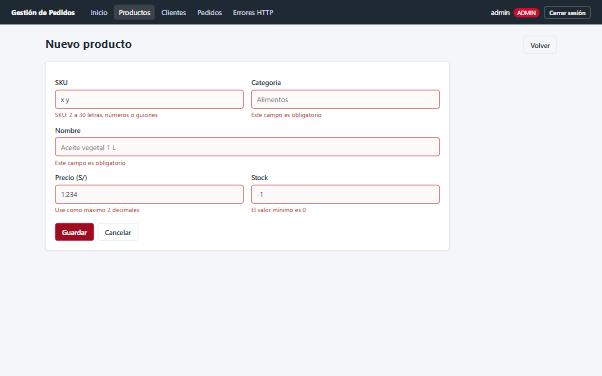 Gestión de Pedidos Inicio Productos Clientes Pedidos Errores HTTP admin ADMIN Cerrar sesión
Nuevo producto Volver
SKU Categoría
x y Alimentos
SKU: 2 a 30 letras, números o guiones Este campo es obligatorio
Nombre
Aceite vegetal 1 L
Este campo es obligatorio
Precio (S/) Stock
1.234 -1
Use como máximo 2 decimales El valor mínimo es 0
Guardar Cancelar